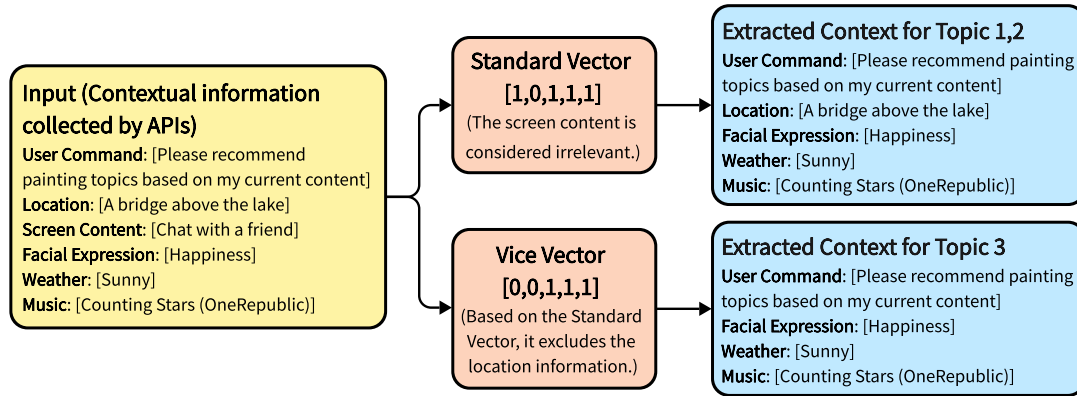 Input (Contextual information
collected by APIs)
User Command: [Please recommend
painting topics based on my current content]
Location: [A bridge above the lake]
Screen Content: [Chat with a friend]
Facial Expression: [Happiness]
Weather: [Sunny]
Music: [Counting Stars (OneRepublic)]
Standard Vector
[1,0,1,1,1]
(The screen content is
considered irrelevant.)
Vice Vector
[0,0,1,1,1]
(Based on the Standard
Vector, it excludes the
location information.)
Extracted Context for Topic 1,2
User Command: [Please recommend painting
topics based on my current content]
Location: [A bridge above the lake]
Facial Expression: [Happiness]
Weather: [Sunny]
Music: [Counting Stars (OneRepublic)]
Extracted Context for Topic 3
User Command: [Please recommend painting
topics based on my current content]
Facial Expression: [Happiness]
Weather: [Sunny]
Music: [Counting Stars (OneRepublic)]